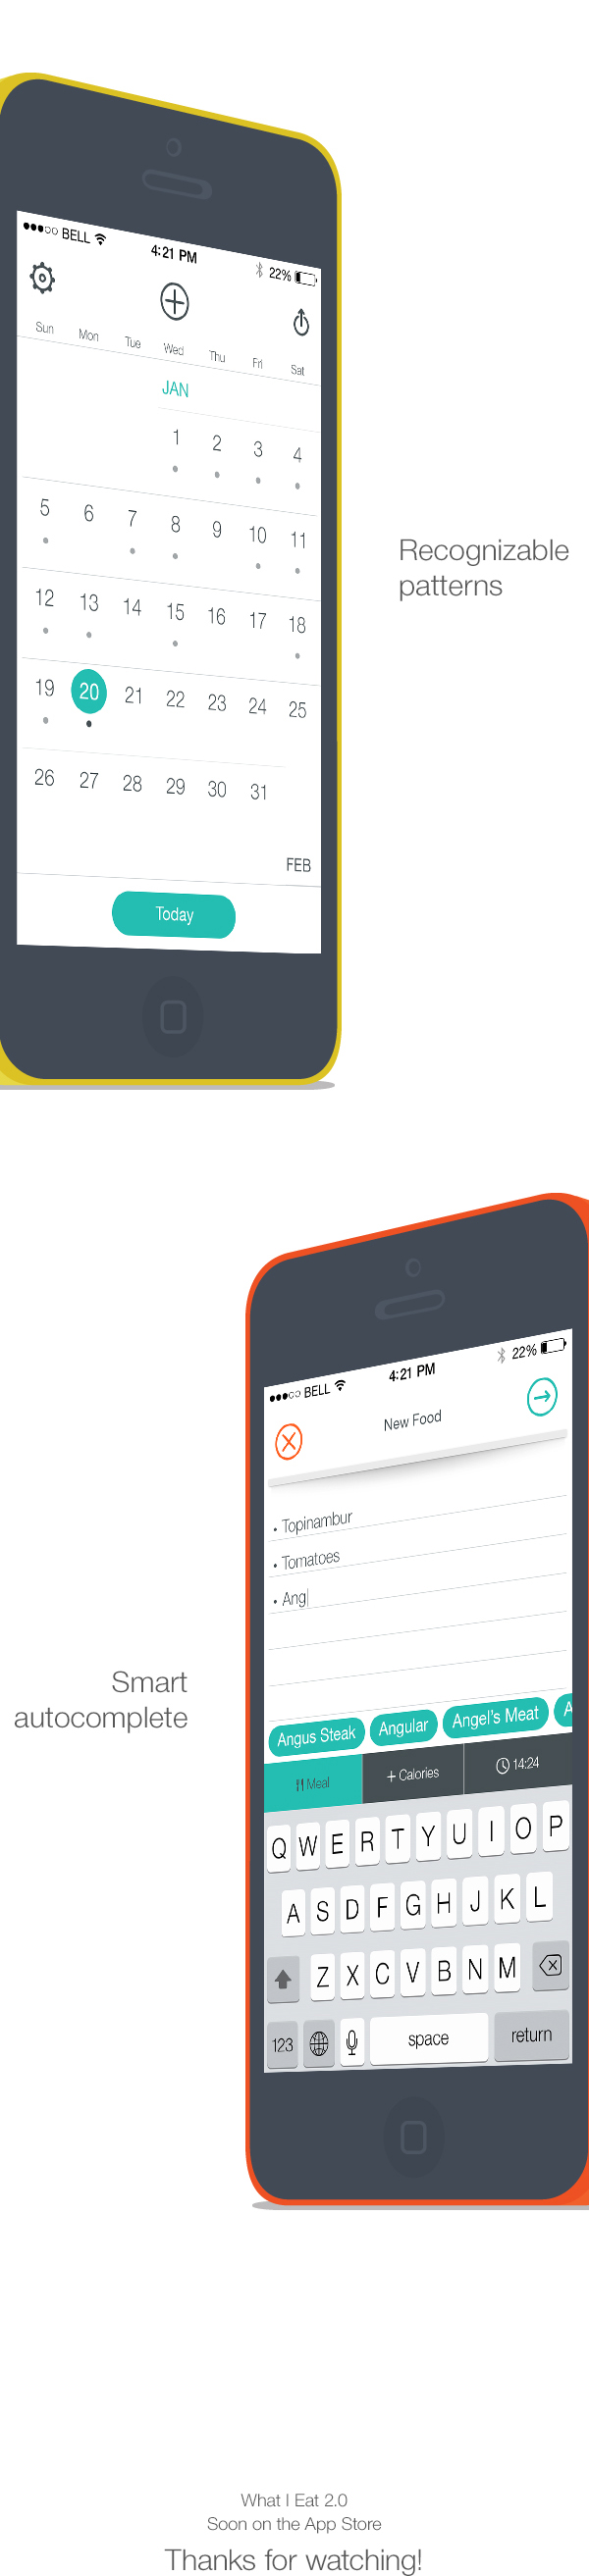 BELL 4:21 PM 22%
Sun Mon Tue Wed Thu Fri Sat
JAN
1 2 3 4
5 6 7 8 9 10 11
12 13 14 15 16 17 18
19 20 21 22 23 24 25
26 27 28 29 30 31
FEB
Today
Recognizable
patterns
BELL 4:21 PM 22%
New Food
• Topinambur
• Tomatoes
• Ang
Angus Steak Angular Angel's Meat A
Meal + Calories 14:24
Q W E R T Y U I O P
A S D F G H J K L
Z X C V B N M
123 space return
Smart
autocomplete
What I Eat 2.0
Soon on the App Store
Thanks for watching!